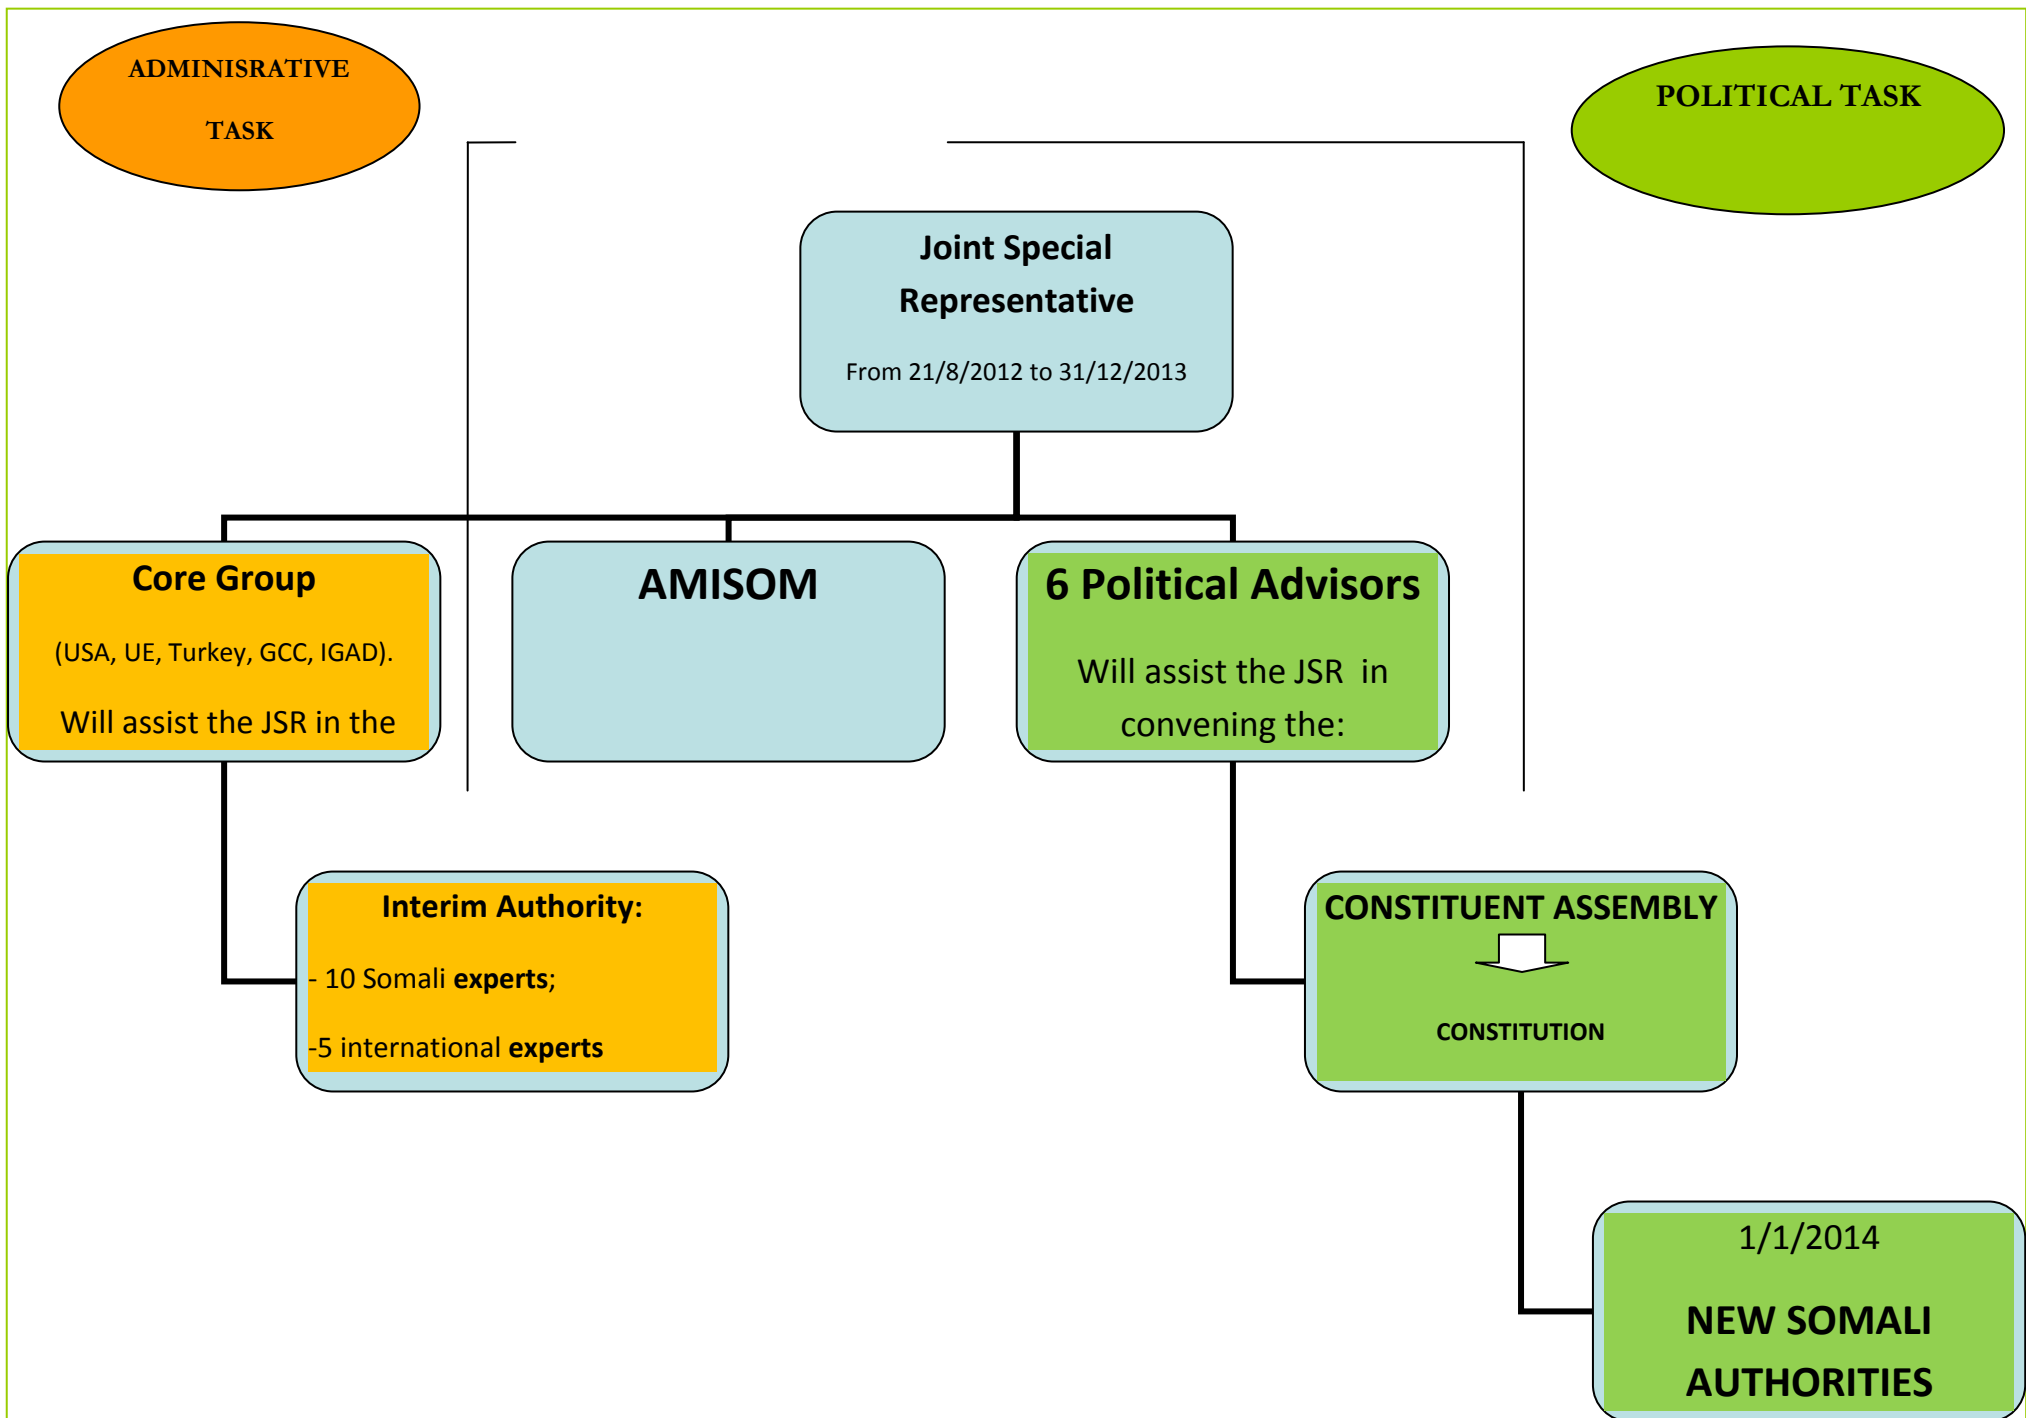 ADMINISRATIVE
TASK
POLITICAL TASK
Joint Special
Representative
From 21/8/2012 to 31/12/2013
Core Group
(USA, UE, Turkey, GCC, IGAD).
Will assist the JSR in the
AMISOM
6 Political Advisors
Will assist the JSR in
convening the:
Interim Authority:
- 10 Somali experts;
-5 international experts
CONSTITUENT ASSEMBLY
CONSTITUTION
1/1/2014
NEW SOMALI
AUTHORITIES